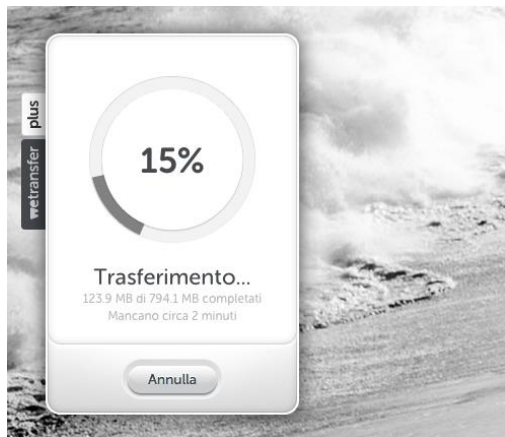 plus
wetransfer
15%
Trasferimento...
123.9 MB di 794.1 MB completati
Mancano circa 2 minuti
Annulla